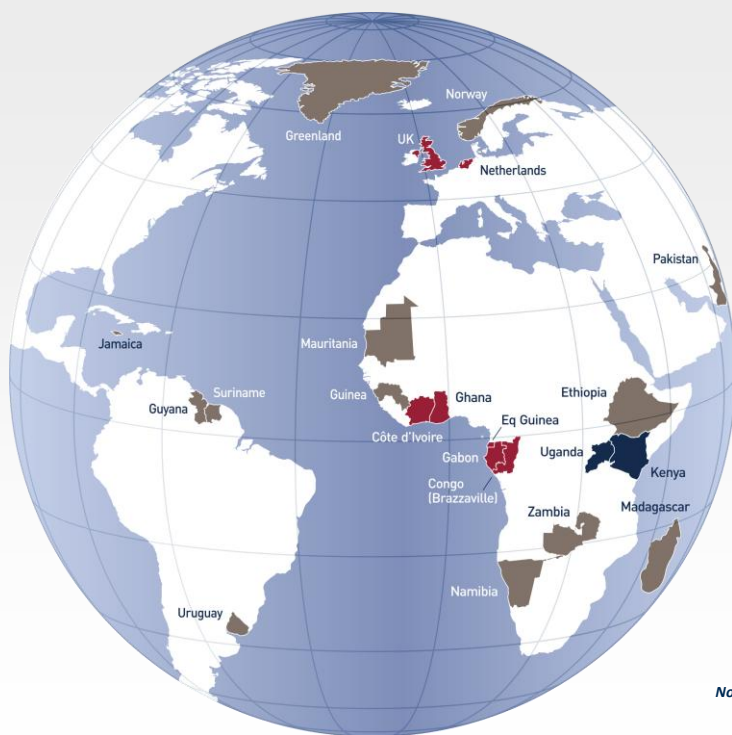 Norway
Greenland
UK
Netherlands
Pakistan
Jamaica
Mauritania
Suriname
Guyana
Guinea
Ghana
Ethiopia
Côte d'Ivoire
Eq Guinea
Gabon
Uganda
Kenya
Congo
(Brazzaville)
Zambia
Madagascar
Namibia
Uruguay
No